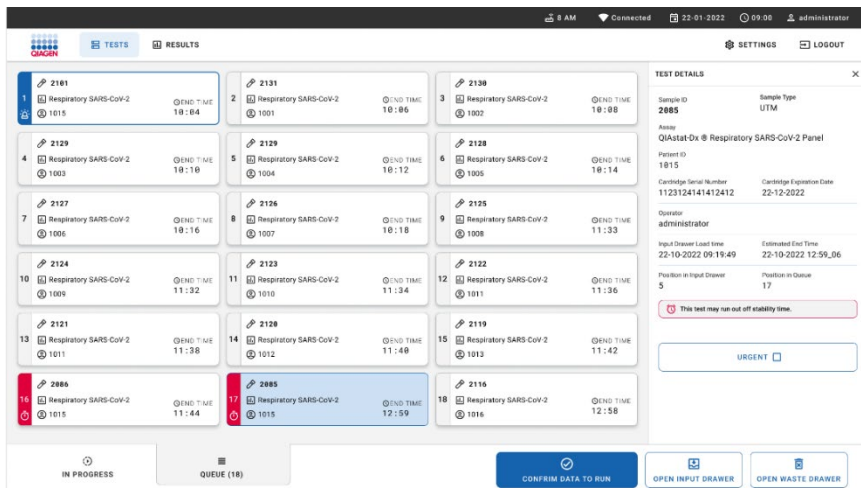 8 AM Connected 22-01-2022 09:00 administrator
QIAGEN TESTS RESULTS SETTINGS LOGOUT
1 2101 Respiratory SARS-CoV-2 1015 END TIME 10:04
2 2131 Respiratory SARS-CoV-2 1001 END TIME 10:06
3 2130 Respiratory SARS-CoV-2 1002 END TIME 10:08
4 2129 Respiratory SARS-CoV-2 1003 END TIME 10:10
5 2129 Respiratory SARS-CoV-2 1004 END TIME 10:12
6 2128 Respiratory SARS-CoV-2 1005 END TIME 10:14
7 2127 Respiratory SARS-CoV-2 1006 END TIME 10:16
8 2126 Respiratory SARS-CoV-2 1007 END TIME 10:18
9 2125 Respiratory SARS-CoV-2 1008 END TIME 11:33
10 2124 Respiratory SARS-CoV-2 1009 END TIME 11:32
11 2123 Respiratory SARS-CoV-2 1010 END TIME 11:34
12 2122 Respiratory SARS-CoV-2 1011 END TIME 11:36
13 2121 Respiratory SARS-CoV-2 1011 END TIME 11:38
14 2120 Respiratory SARS-CoV-2 1012 END TIME 11:40
15 2119 Respiratory SARS-CoV-2 1013 END TIME 11:42
16 2086 Respiratory SARS-CoV-2 1015 END TIME 11:44
17 2085 Respiratory SARS-CoV-2 1015 END TIME 12:59
18 2116 Respiratory SARS-CoV-2 1016 END TIME 12:58
TEST DETAILS
Sample ID Sample Type
2085 UTM
Assay
QIAstat-Dx ® Respiratory SARS-CoV-2 Panel
Patient ID
1015
Cardridge Serial Number Cardridge Expiration Date
1123124141412412 22-12-2022
Operator
administrator
Input Drawer Load time Estimated End Time
22-10-2022 09:19:49 22-10-2022 12:59_06
Position in Input Drawer Position in Queue
5 17
This test may run out off stability time.
URGENT
IN PROGRESS QUEUE (18) CONFRIM DATA TO RUN OPEN INPUT DRAWER OPEN WASTE DRAWER